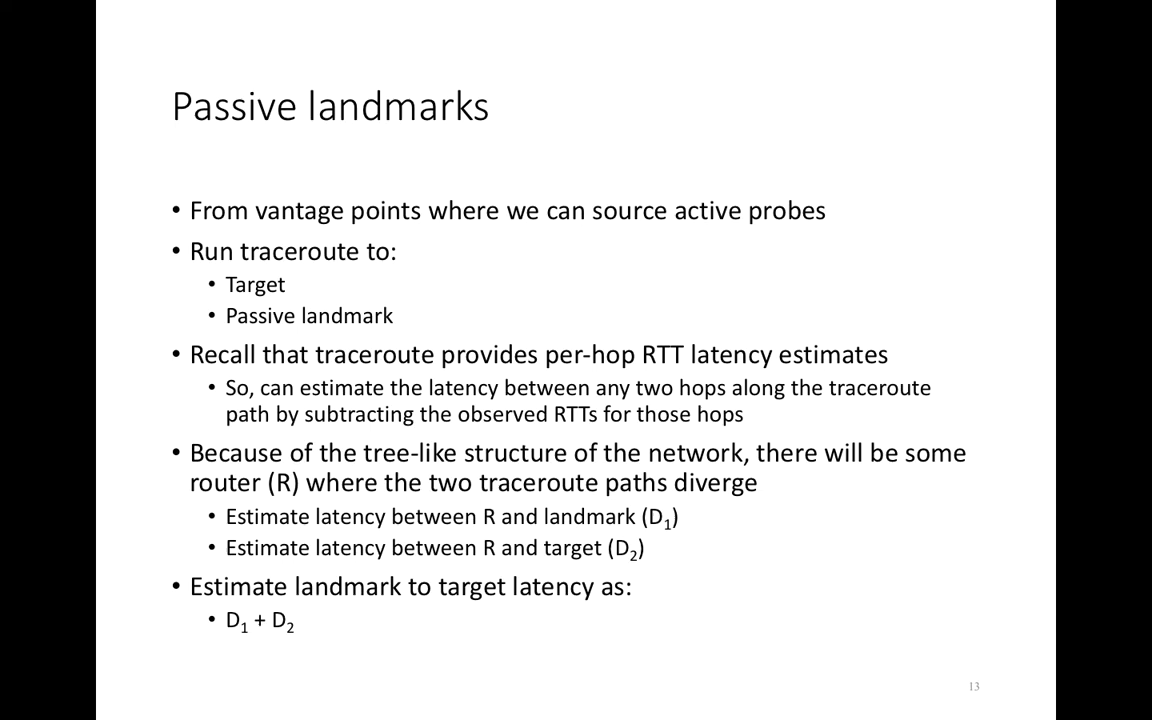 Passive landmarks
• From vantage points where we can source active probes
• Run traceroute to:
• Target
• Passive landmark
• Recall that traceroute provides per-hop RTT latency estimates
• So, can estimate the latency between any two hops along the traceroute
path by subtracting the observed RTTs for those hops
• Because of the tree-like structure of the network, there will be some
router (R) where the two traceroute paths diverge
• Estimate latency between R and landmark (D₁)
• Estimate latency between R and target (D₂)
• Estimate landmark to target latency as:
• D₁ + D₂
13